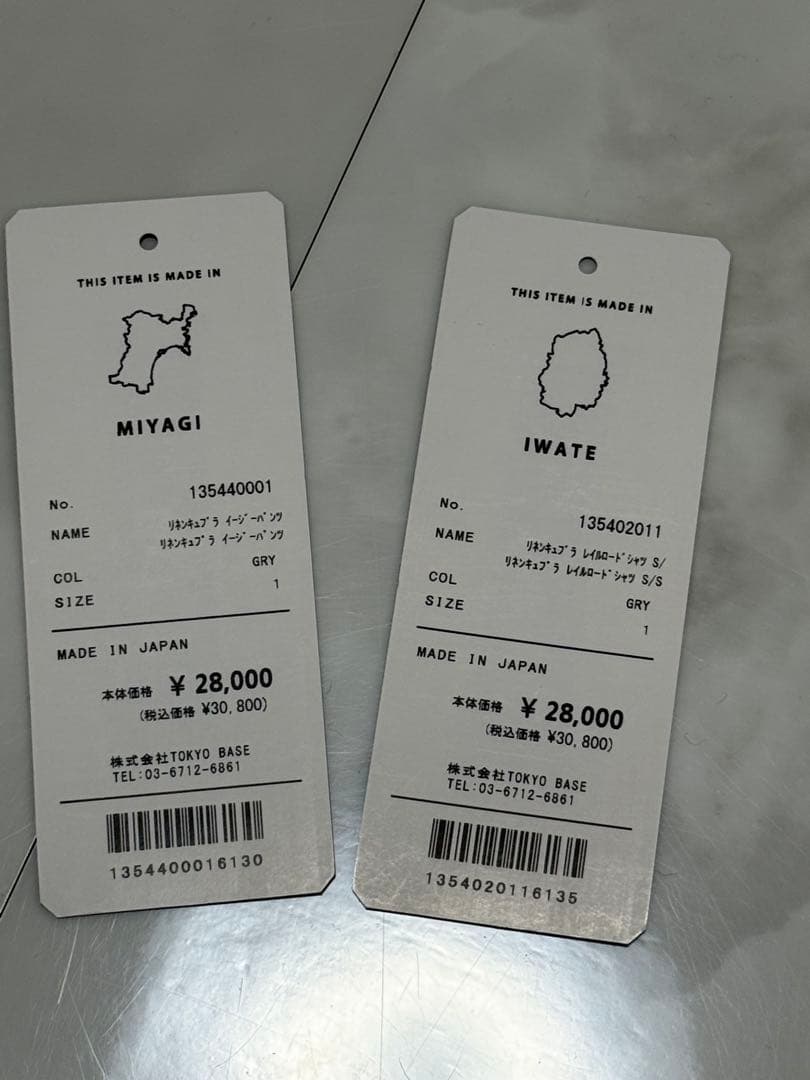 THIS ITEM IS MADE IN
MIYAGI
No. 135440001
NAME ﾘﾈﾝｷｭﾌﾟﾗ ｲｰｼﾞｰﾊﾟﾝﾂ
ﾘﾈﾝｷｭﾌﾟﾗ ｲｰｼﾞｰﾊﾟﾝﾂ
COL GRY
SIZE 1
MADE IN JAPAN
本体価格 ¥ 28,000
(税込価格 ¥30,800)
株式会社TOKYO BASE
TEL:03-6712-6861
1354400016130
THIS ITEM IS MADE IN
IWATE
No. 135402011
NAME ﾘﾈﾝｷｭﾌﾟﾗ ﾚｲﾙﾛｰﾄﾞｼｬﾂ S/
ﾘﾈﾝｷｭﾌﾟﾗ ﾚｲﾙﾛｰﾄﾞｼｬﾂ S/S
COL GRY
SIZE 1
MADE IN JAPAN
本体価格 ¥ 28,000
(税込価格 ¥30,800)
株式会社TOKYO BASE
TEL:03-6712-6861
1354020116135